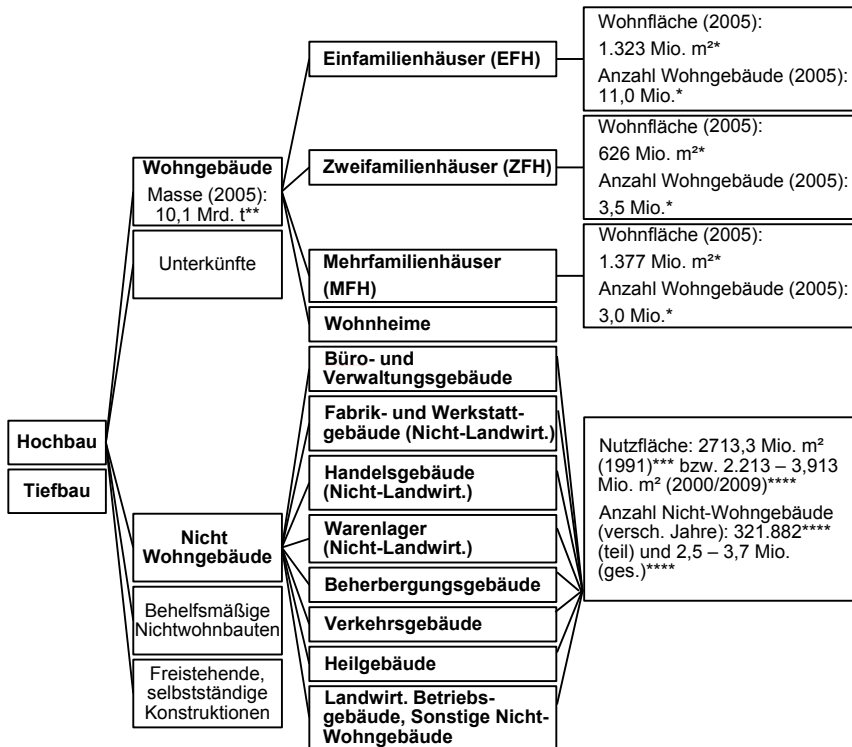 Hochbau
Tiefbau
Wohngebäude
Masse (2005):
10,1 Mrd. t**
Unterkünfte
Nicht
Wohngebäude
Behelfsmäßige
Nichtwohnbauten
Freistehende,
selbstständige
Konstruktionen
Einfamilienhäuser (EFH)
Zweifamilienhäuser (ZFH)
Mehrfamilienhäuser
(MFH)
Wohnheime
Büro- und
Verwaltungsgebäude
Fabrik- und Werkstatt-
gebäude (Nicht-Landwirt.)
Handelsgebäude
(Nicht-Landwirt.)
Warenlager
(Nicht-Landwirt.)
Beherbergungsgebäude
Verkehrsgebäude
Heilgebäude
Landwirt. Betriebs-
gebäude, Sonstige Nicht-
Wohngebäude
Wohnfläche (2005):
1.323 Mio. m²*
Anzahl Wohngebäude (2005):
11,0 Mio.*
Wohnfläche (2005):
626 Mio. m²*
Anzahl Wohngebäude (2005):
3,5 Mio.*
Wohnfläche (2005):
1.377 Mio. m²*
Anzahl Wohngebäude (2005):
3,0 Mio.*
Nutzfläche: 2713,3 Mio. m²
(1991)*** bzw. 2.213 – 3,913
Mio. m² (2000/2009)****
Anzahl Nicht-Wohngebäude
(versch. Jahre): 321.882****
(teil) und 2,5 – 3,7 Mio.
(ges.)****